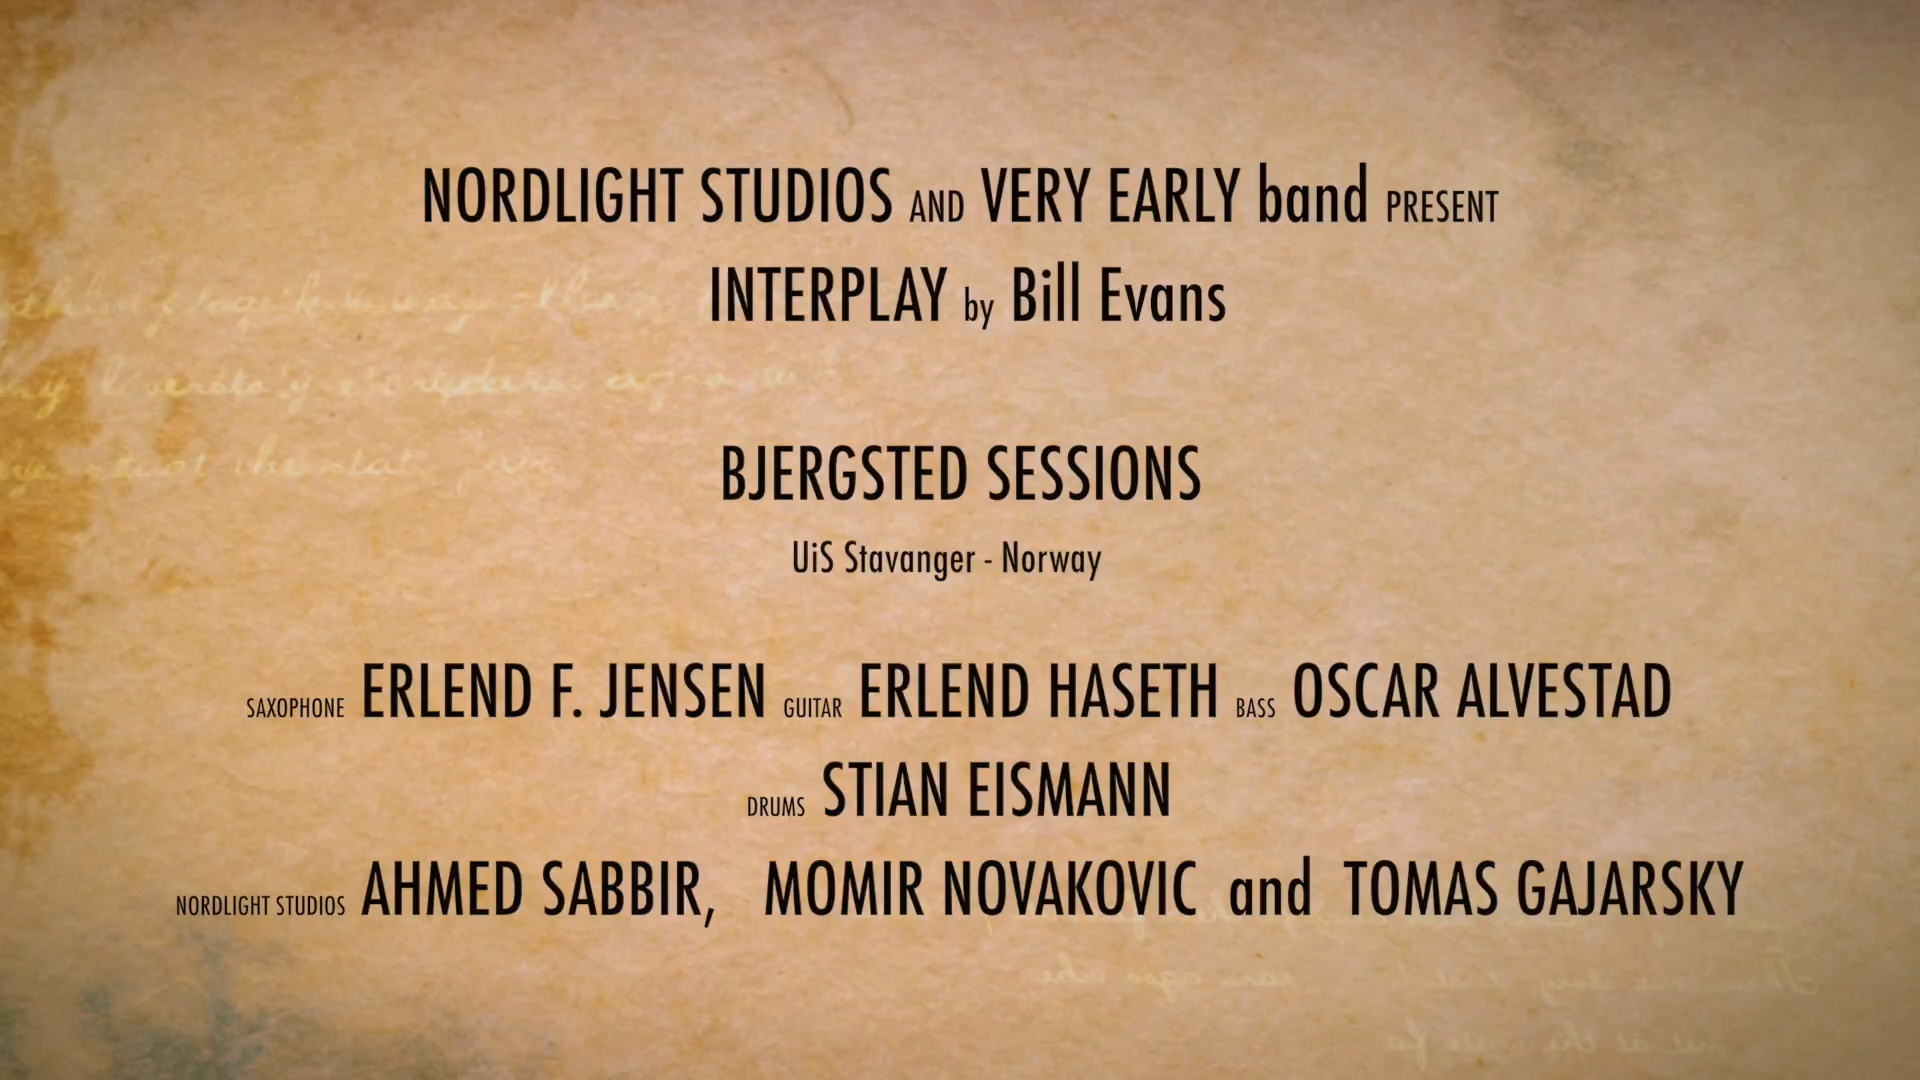 NORDLIGHT STUDIOS AND VERY EARLY band PRESENT
INTERPLAY by Bill Evans
BJERGSTED SESSIONS
UiS Stavanger - Norway
SAXOPHONE ERLEND F. JENSEN GUITAR ERLEND HASETH BASS OSCAR ALVESTAD
DRUMS STIAN EISMANN
NORDLIGHT STUDIOS AHMED SABBIR, MOMIR NOVAKOVIC and TOMAS GAJARSKY